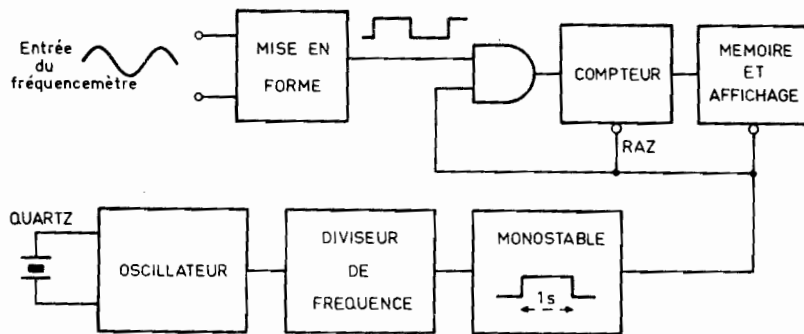 Entrée
du
fréquencemètre
MISE EN
FORME
COMPTEUR
MEMOIRE
ET
AFFICHAGE
RAZ
QUARTZ
OSCILLATEUR
DIVISEUR
DE
FREQUENCE
MONOSTABLE
1s